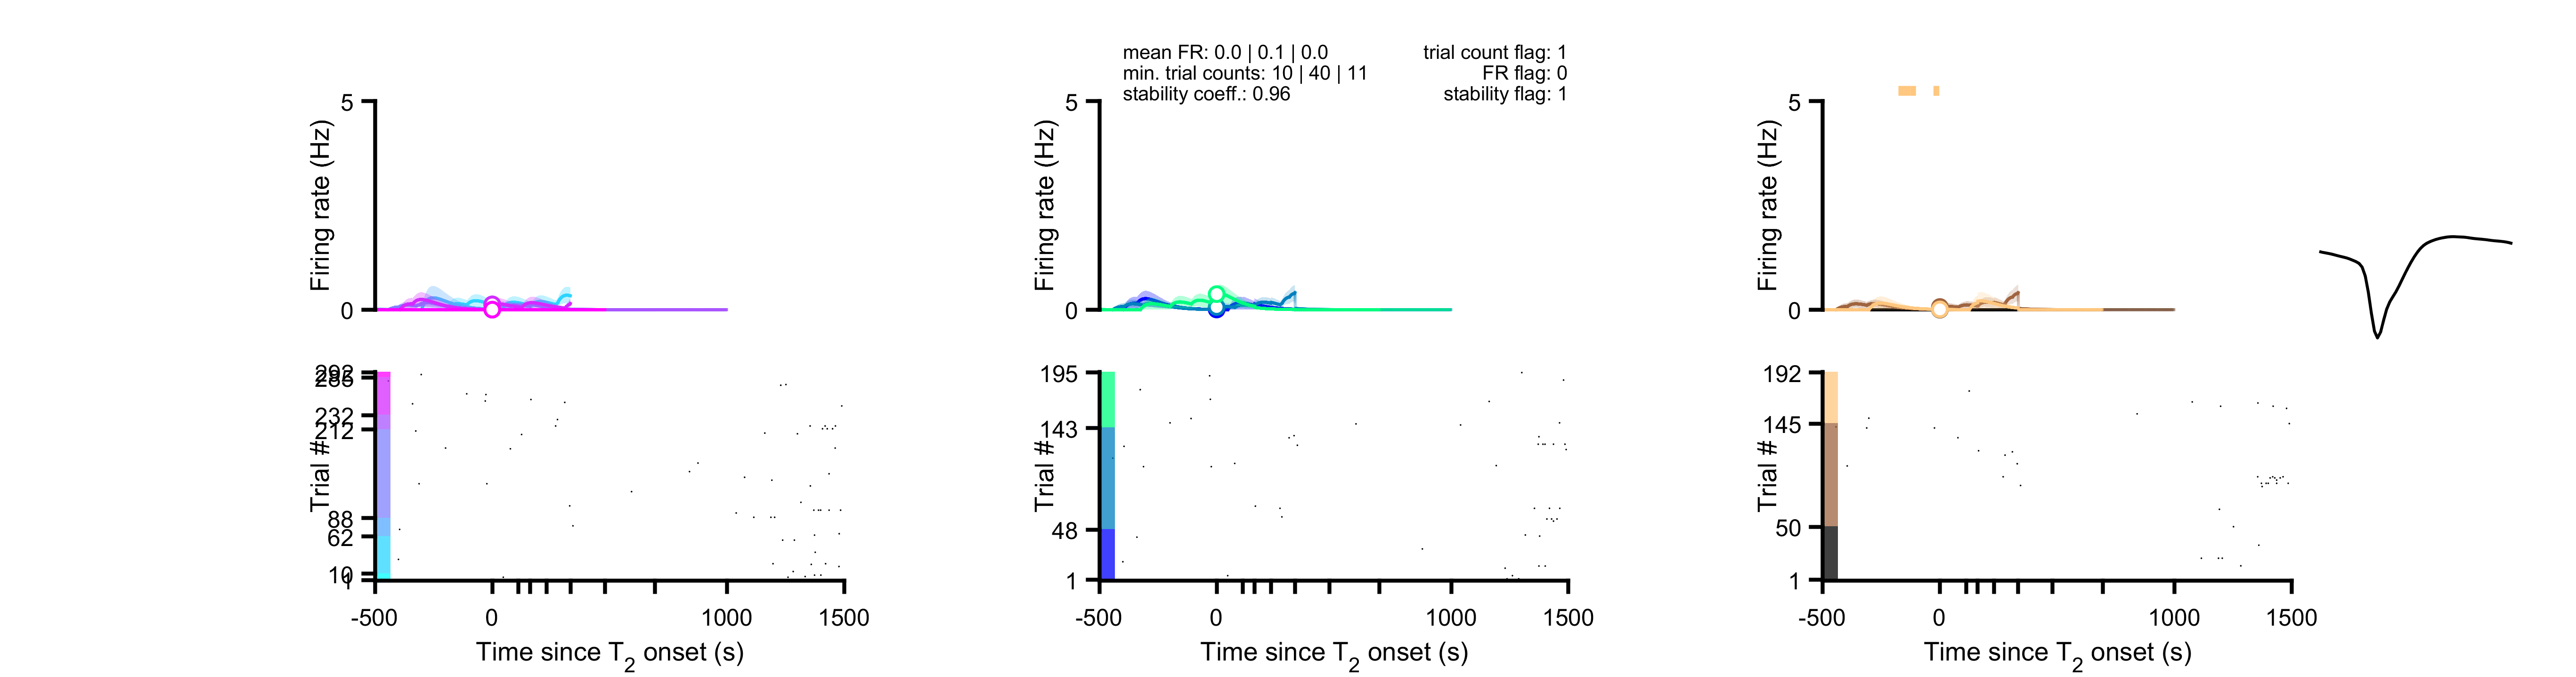 mean FR: 0.0 | 0.1 | 0.0
trial count flag: 1
min. trial counts: 10 | 40 | 11
FR flag: 0
stability coeff.: 0.96
stability flag: 1
5
0
Firing rate (Hz)
5
0
Firing rate (Hz)
5
0
Firing rate (Hz)
292
285
232
212
88
62
10
1
Trial #
-500
0
1000
1500
Time since T2 onset (s)
195
143
48
1
Trial #
-500
0
1000
1500
Time since T2 onset (s)
192
145
50
1
Trial #
-500
0
1000
1500
Time since T2 onset (s)